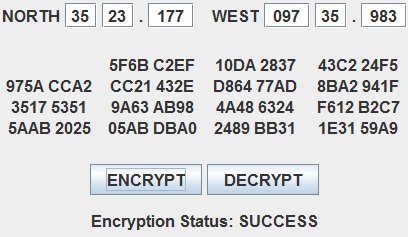 NORTH 35 23 . 177 WEST 097 35 . 983
5F6B C2EF 10DA 2837 43C2 24F5
975A CCA2 CC21 432E D864 77AD 8BA2 941F
3517 5351 9A63 AB98 4A48 6324 F612 B2C7
5AAB 2025 05AB DBA0 2489 BB31 1E31 59A9
ENCRYPT DECRYPT
Encryption Status: SUCCESS